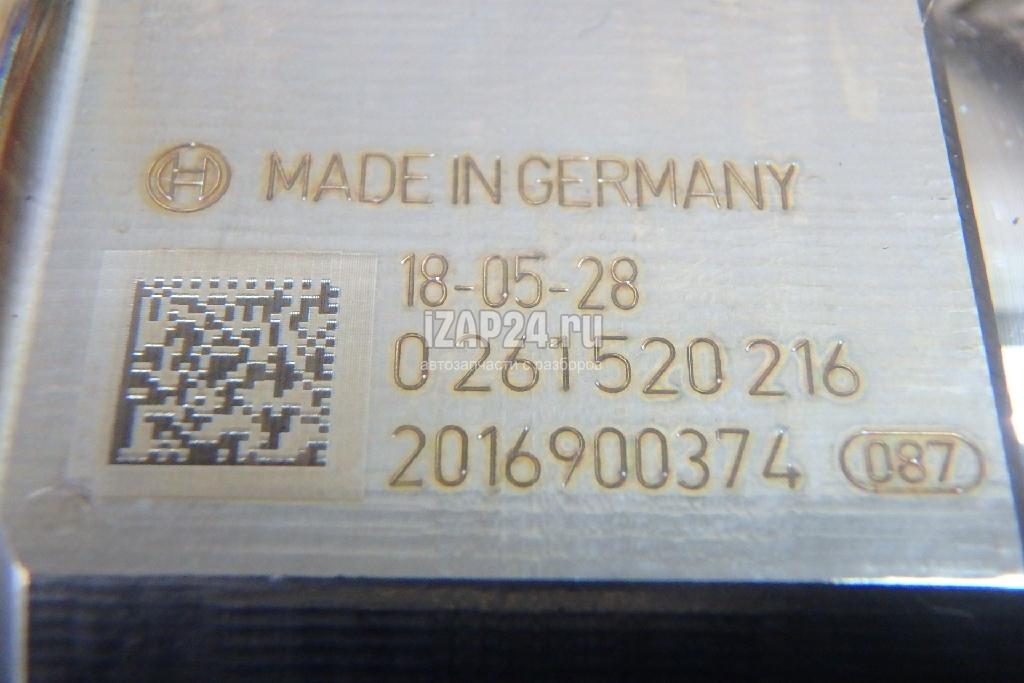 MADE IN GERMANY
18-05-28
iZAP24.ru
0 261 520 216
автозапчасти с разборов
2016900374 087